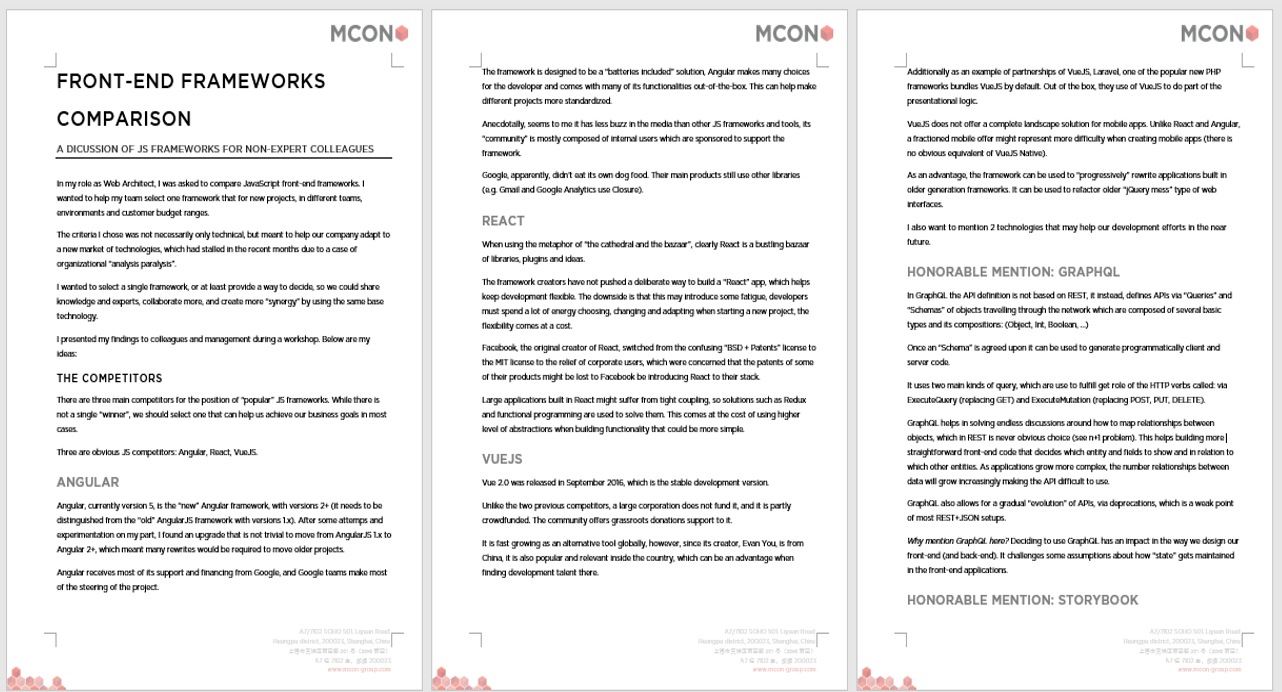 MCON
FRONT-END FRAMEWORKS
COMPARISON
A DICUSSION OF JS FRAMEWORKS FOR NON-EXPERT COLLEAGUES
In my role as Web Architect, I was asked to compare JavaScript front-end frameworks. I
wanted to help my team select one framework that for new projects, in different teams,
environments and customer budget ranges.
The criteria I chose was not necessarily only technical, but meant to help our company adapt to
a new market of technologies, which had stalled in the recent months due to a case of
organizational "analysis paralysis".
I wanted to select a single framework, or at least provide a way to decide, so we could share
knowledge and experts, collaborate more, and create more "synergy" by using the same base
technology.
I presented my findings to colleagues and management during a workshop. Below are my
ideas:
THE COMPETITORS
There are three main competitors for the position of "popular" JS frameworks. While there is
not a single "winner", we should select one that can help us achieve our business goals in most
cases.
Three are obvious JS competitors: Angular, React, VueJS.
ANGULAR
Angular, currently version 5, is the "new" Angular framework, with versions 2+ (it needs to be
distinguished from the "old" AngularJS framework with versions 1.x). After some attemps and
experimentation on my part, I found an upgrade that is not trivial to move from AngularJS 1.x to
Angular 2+, which meant many rewrites would be required to move older projects.
Angular receives most of its support and financing from Google, and Google teams make most
of the steering of the project.
A7/7102 SOHO 501, Liyuan Road
Huangpu district, 200023, Shanghai, China
www.mcon-group.com
MCON
The framework is designed to be a "batteries included" solution, Angular makes many choices
for the developer and comes with many of its functionalities out-of-the-box. This can help make
different projects more standardized.
Anecdotally, seems to me it has less buzz in the media than other JS frameworks and tools, its
"community" is mostly composed of internal users which are sponsored to support the
framework.
Google, apparently, didn't eat its own dog food. Their main products still use other libraries
(e.g. Gmail and Google Analytics use Closure).
REACT
When using the metaphor of "the cathedral and the bazaar", clearly React is a bustling bazaar
of libraries, plugins and ideas.
The framework creators have not pushed a deliberate way to build a "React" app, which helps
keep development flexible. The downside is that this may introduce some fatigue, developers
must spend a lot of energy choosing, changing and adapting when starting a new project, the
flexibility comes at a cost.
Facebook, the original creator of React, switched from the confusing "BSD + Patents" license to
the MIT license to the relief of corporate users, which were concerned that the patents of some
of their products might be lost to Facebook be introducing React to their stack.
Large applications built in React might suffer from tight coupling, so solutions such as Redux
and functional programming are used to solve them. This comes at the cost of using higher
level of abstractions when building functionality that could be more simple.
VUEJS
Vue 2.0 was released in September 2016, which is the stable development version.
Unlike the two previous competitors, a large corporation does not fund it, and it is partly
crowdfunded. The community offers grassroots donations support to it.
It is fast growing as an alternative tool globally, however, since its creator, Evan You, is from
China, it is also popular and relevant inside the country, which can be an advantage when
finding development talent there.
A7/7102 SOHO 501, Liyuan Road
Huangpu district, 200023, Shanghai, China
www.mcon-group.com
MCON
Additionally as an example of partnerships of VueJS, Laravel, one of the popular new PHP
frameworks bundles VueJS by default. Out of the box, they use of VueJS to do part of the
presentational logic.
VueJS does not offer a complete landscape solution for mobile apps. Unlike React and Angular,
a fractioned mobile offer might represent more difficulty when creating mobile apps (there is
no obvious equivalent of VueJS Native).
As an advantage, the framework can be used to "progressively" rewrite applications built in
older generation frameworks. It can be used to refactor older "jQuery mess" type of web
interfaces.
I also want to mention 2 technologies that may help our development efforts in the near
future.
HONORABLE MENTION: GRAPHQL
In GraphQL the API definition is not based on REST, it instead, defines APIs via "Queries" and
"Schemas" of objects travelling through the network which are composed of several basic
types and its compositions: (Object, Int, Boolean, ...)
Once an "Schema" is agreed upon it can be used to generate programmatically client and
server code.
It uses two main kinds of query, which are use to fulfill get role of the HTTP verbs called: via
ExecuteQuery (replacing GET) and ExecuteMutation (replacing POST, PUT, DELETE).
GraphQL helps in solving endless discussions around how to map relationships between
objects, which in REST is never obvious choice (see n+1 problem). This helps building more
straightforward front-end code that decides which entity and fields to show and in relation to
which other entities. As applications grow more complex, the number relationships between
data will grow increasingly making the API difficult to use.
GraphQL also allows for a gradual "evolution" of APIs, via deprecations, which is a weak point
of most REST+JSON setups.
Why mention GraphQL here? Deciding to use GraphQL has an impact in the way we design our
front-end (and back-end). It challenges some assumptions about how "state" gets maintained
in the front-end applications.
HONORABLE MENTION: STORYBOOK
A7/7102 SOHO 501, Liyuan Road
Huangpu district, 200023, Shanghai, China
www.mcon-group.com